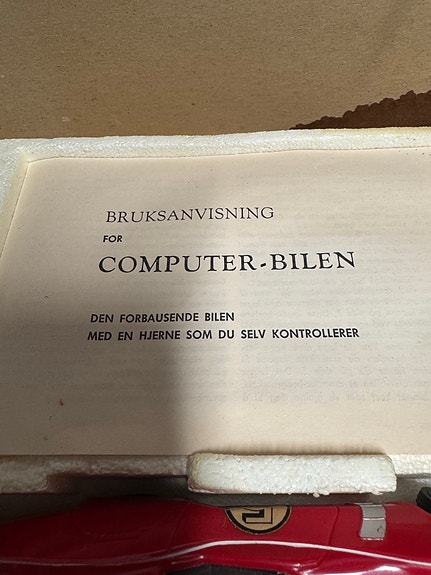 BRUKSANVISNING
FOR
COMPUTER-BILEN
DEN FORBAUSENDE BILEN
MED EN HJERNE SOM DU SELV KONTROLLERER